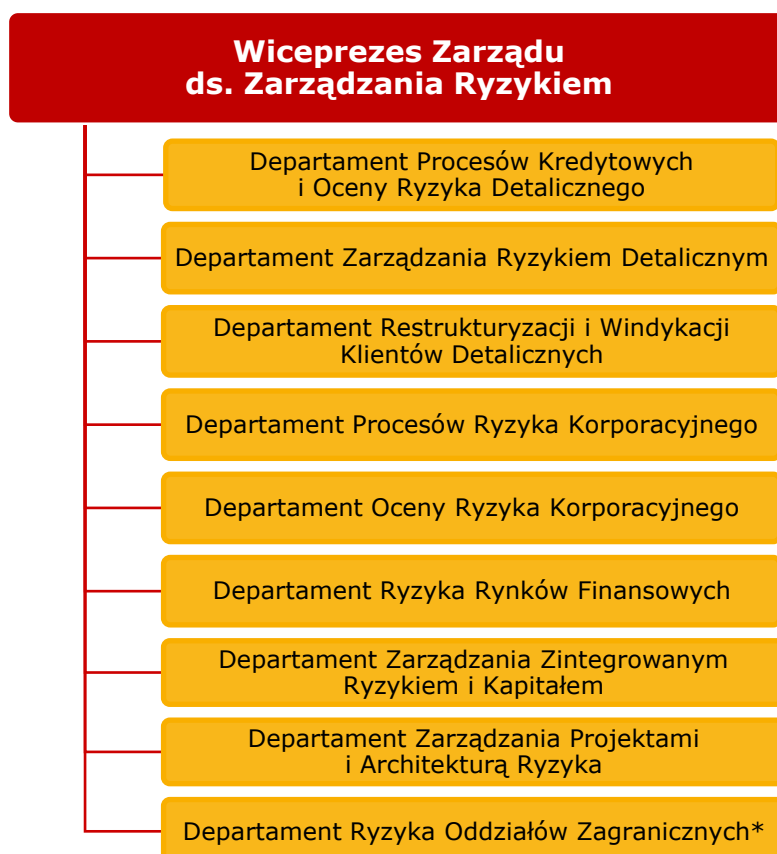 Wiceprezes Zarządu
ds. Zarządzania Ryzykiem
Departament Procesów Kredytowych
i Oceny Ryzyka Detalicznego
Departament Zarządzania Ryzykiem Detalicznym
Departament Restrukturyzacji i Windykacji
Klientów Detalicznych
Departament Procesów Ryzyka Korporacyjnego
Departament Oceny Ryzyka Korporacyjnego
Departament Ryzyka Rynków Finansowych
Departament Zarządzania Zintegrowanym
Ryzykiem i Kapitałem
Departament Zarządzania Projektami
i Architekturą Ryzyka
Departament Ryzyka Oddziałów Zagranicznych*